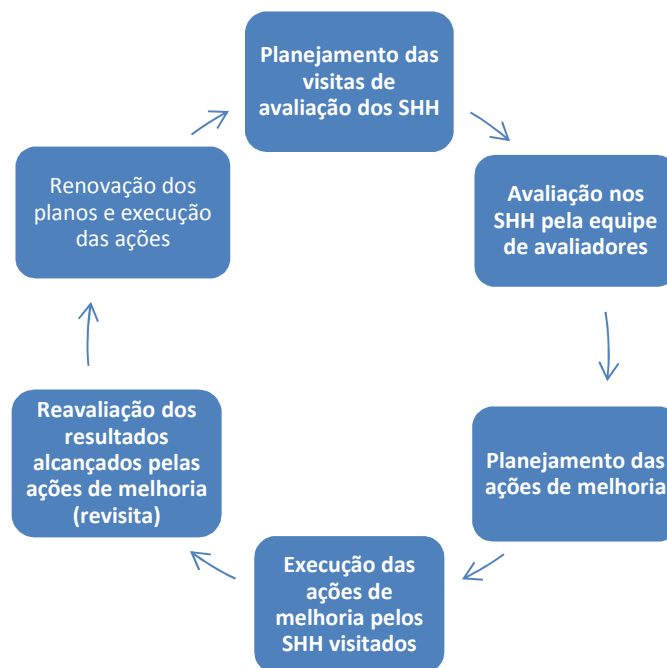 Planejamento das
visitas de
avaliação dos SHH
Avaliação nos
SHH pela equipe
de avaliadores
Planejamento das
ações de melhoria
Execução das
ações de
melhoria pelos
SHH visitados
Reavaliação dos
resultados
alcançados pelas
ações de melhoria
(revisita)
Renovação dos
planos e execução
das ações